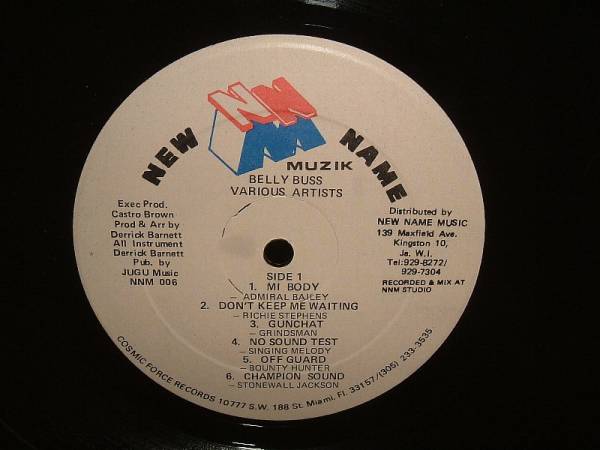 NEW
NNM
NAME
MUZIK
BELLY BUSS
VARIOUS ARTISTS
Exec Prod.
Castro Brown
Prod & Arr by
Derrick Barnett
All Instrument
Derrick Barnett
Pub. by
JUGU Music
NNM 006
Distributed by
NEW NAME MUSIC
139 Maxfield Ave.
Kingston 10,
Ja. W.I.
Tel:929-8272/
929-7304
RECORDED & MIX AT
NNM STUDIO
SIDE 1
1. MI BODY
– ADMIRAL BAILEY
2. DON'T KEEP ME WAITING
– RICHIE STEPHENS
3. GUNCHAT
– GRINDSMAN
4. NO SOUND TEST
– SINGING MELODY
5. OFF GUARD
– BOUNTY HUNTER
6. CHAMPION SOUND
– STONEWALL JACKSON
COSMIC FORCE RECORDS 10777 S.W. 188 St. Miami, Fl. 33157/(305) 233-3535